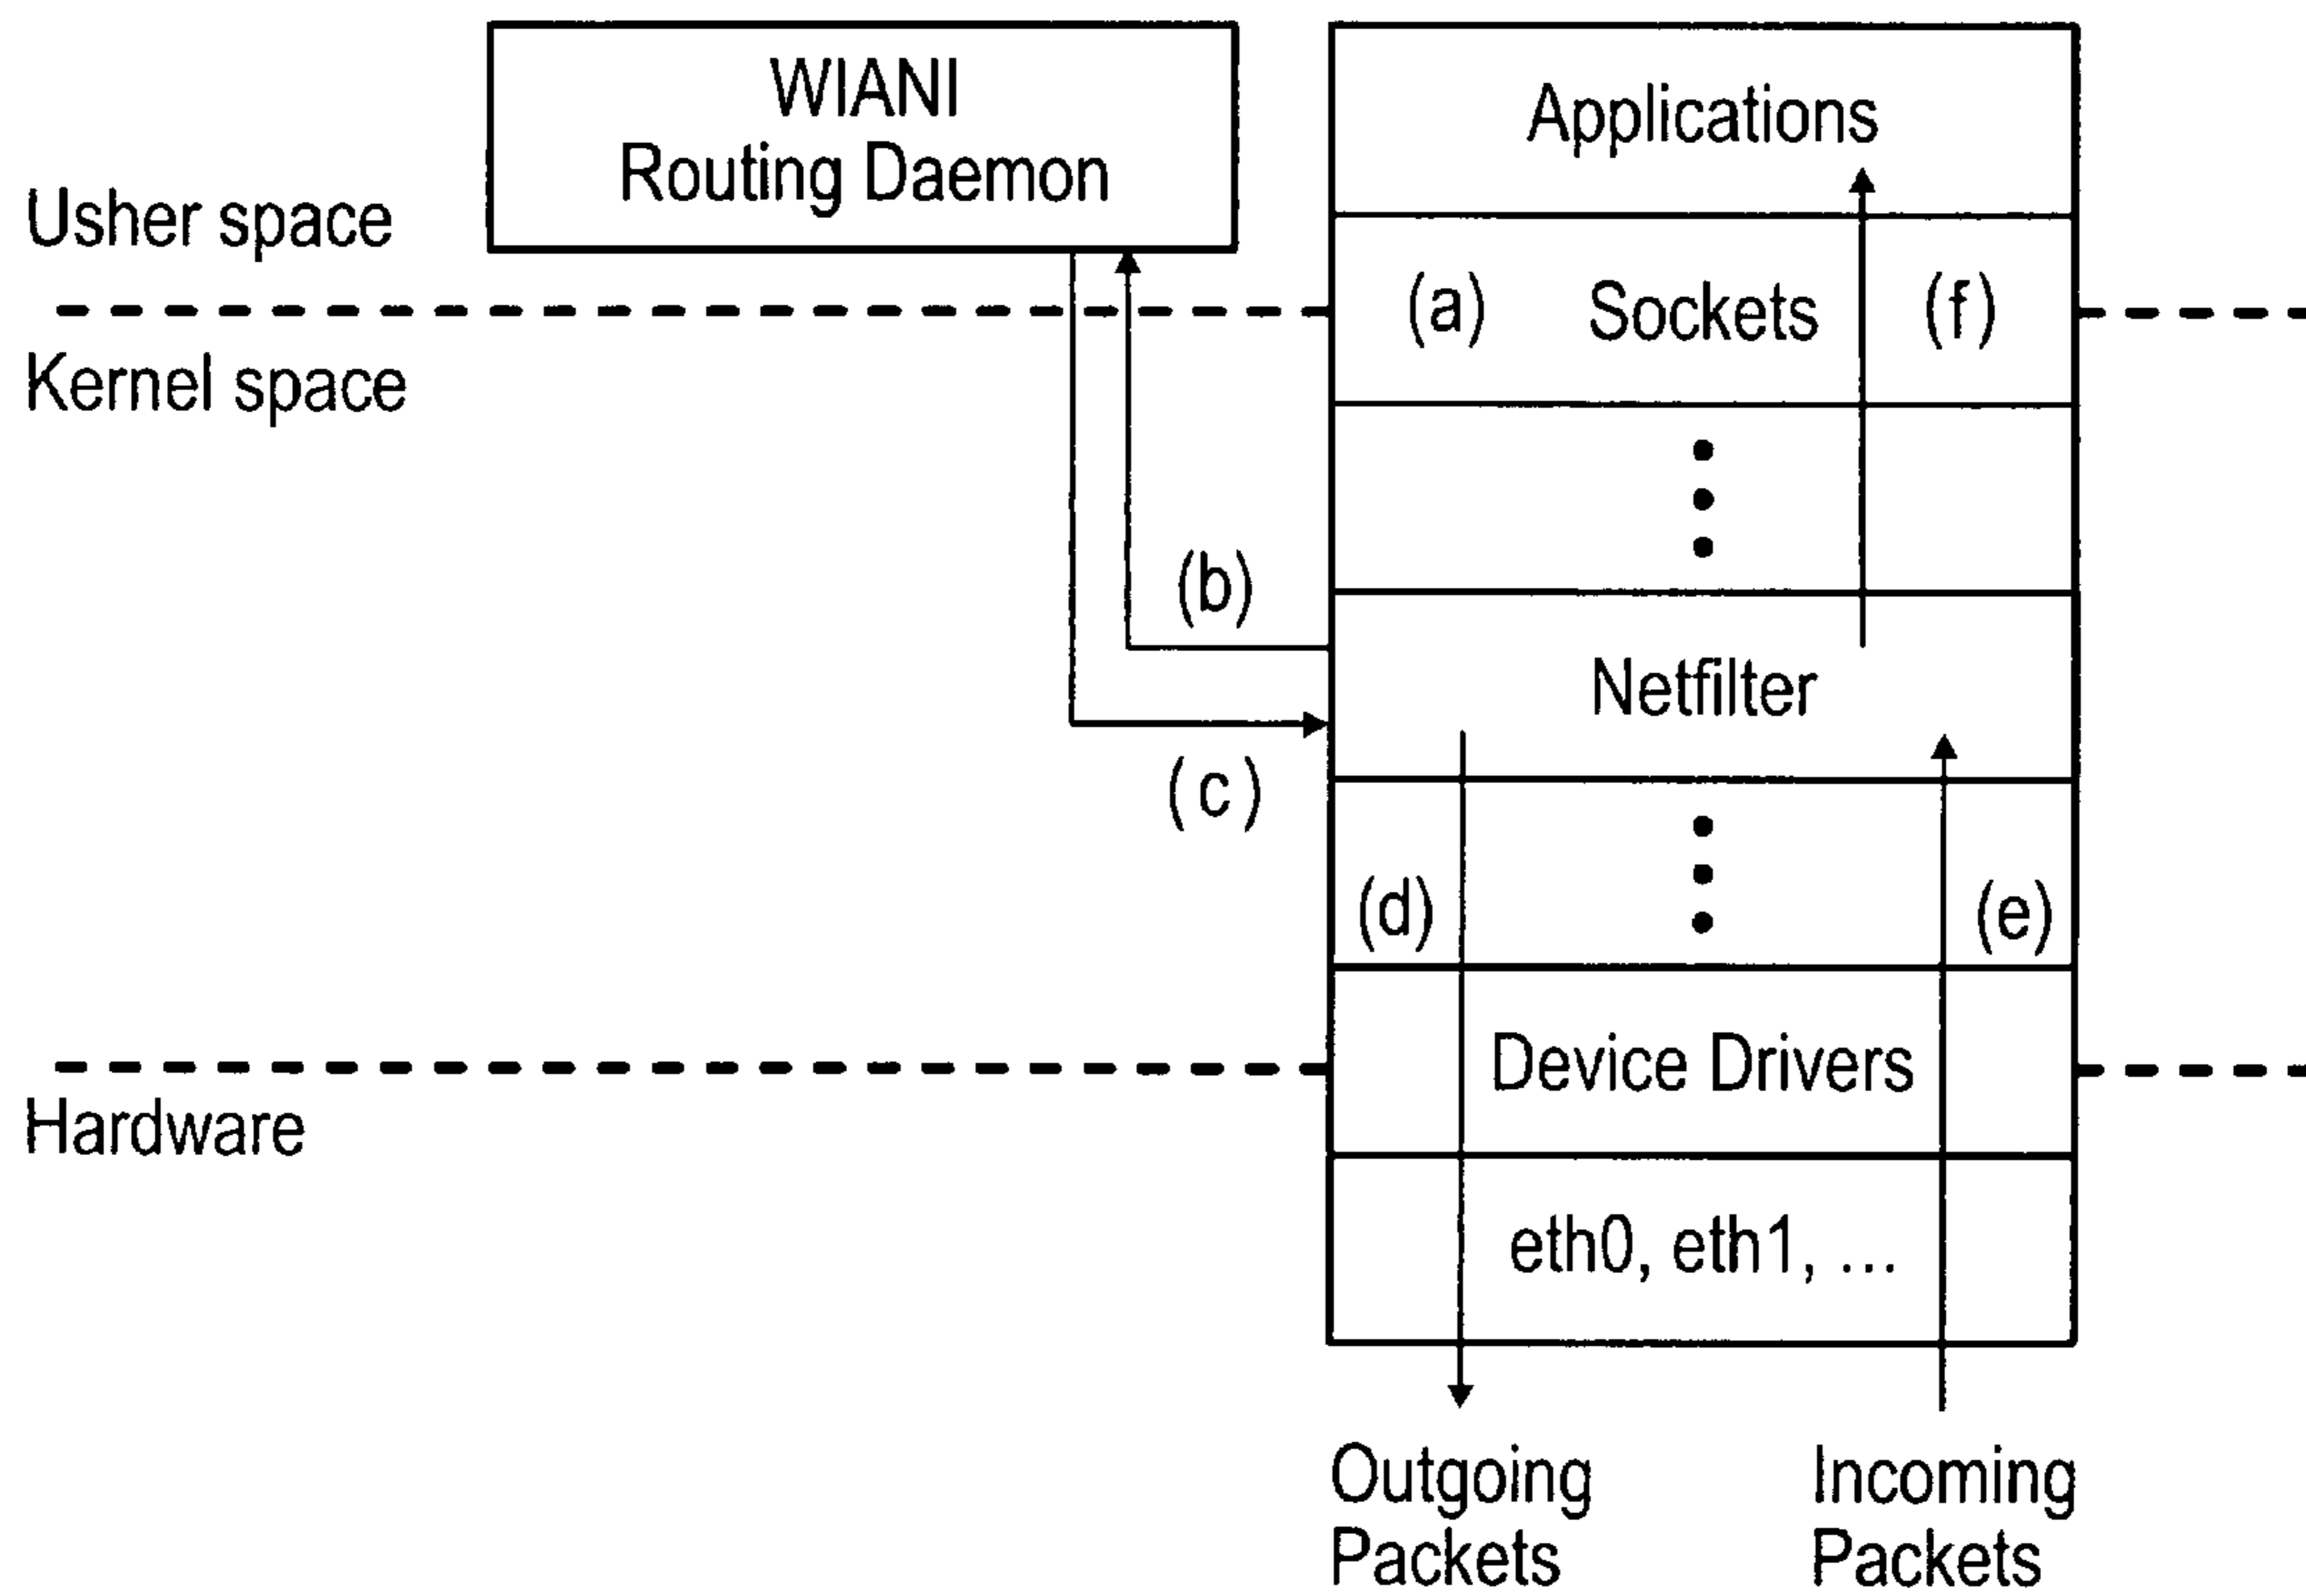 WIANI
Routing Daemon
Applications
Usher space
(a) Sockets (f)
Kernel space
(b)
Netfilter
(c)
(d)
(e)
Device Drivers
Hardware
eth0, eth1, ...
Outgoing
Packets
Incoming
Packets